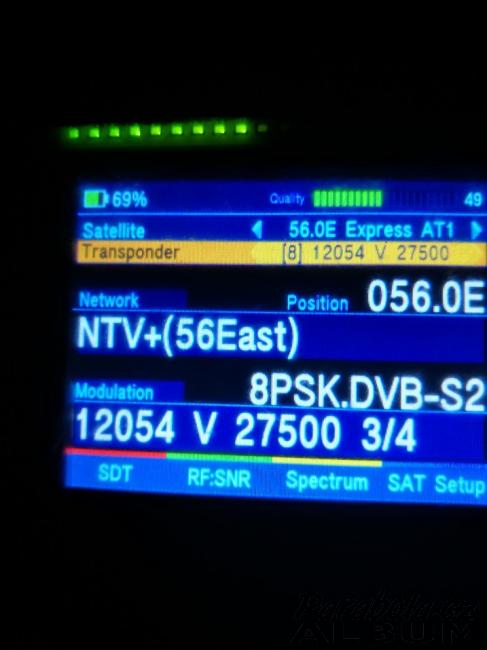 69% Quality 49
Satellite 56.0E Express AT1
Transponder [8] 12054 V 27500
Network Position 056.0E
NTV+(56East)
Modulation 8PSK.DVB-S2
12054 V 27500 3/4
SDT RF:SNR Spectrum SAT Setup
ALBUM